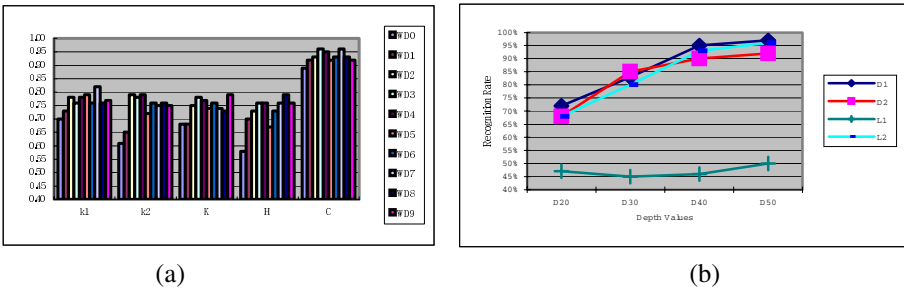 1.00
0.95
0.90
0.85
0.80
0.75
0.70
0.65
0.60
0.55
0.50
0.45
0.40
k1 k2 K H C
WD0
WD1
WD2
WD3
WD4
WD5
WD6
WD7
WD8
WD9
(a)
Recognition Rate
100%
95%
90%
85%
80%
75%
70%
65%
60%
55%
50%
45%
40%
D20 D30 D40 D50
Depth Values
D1
D2
L1
L2
(b)